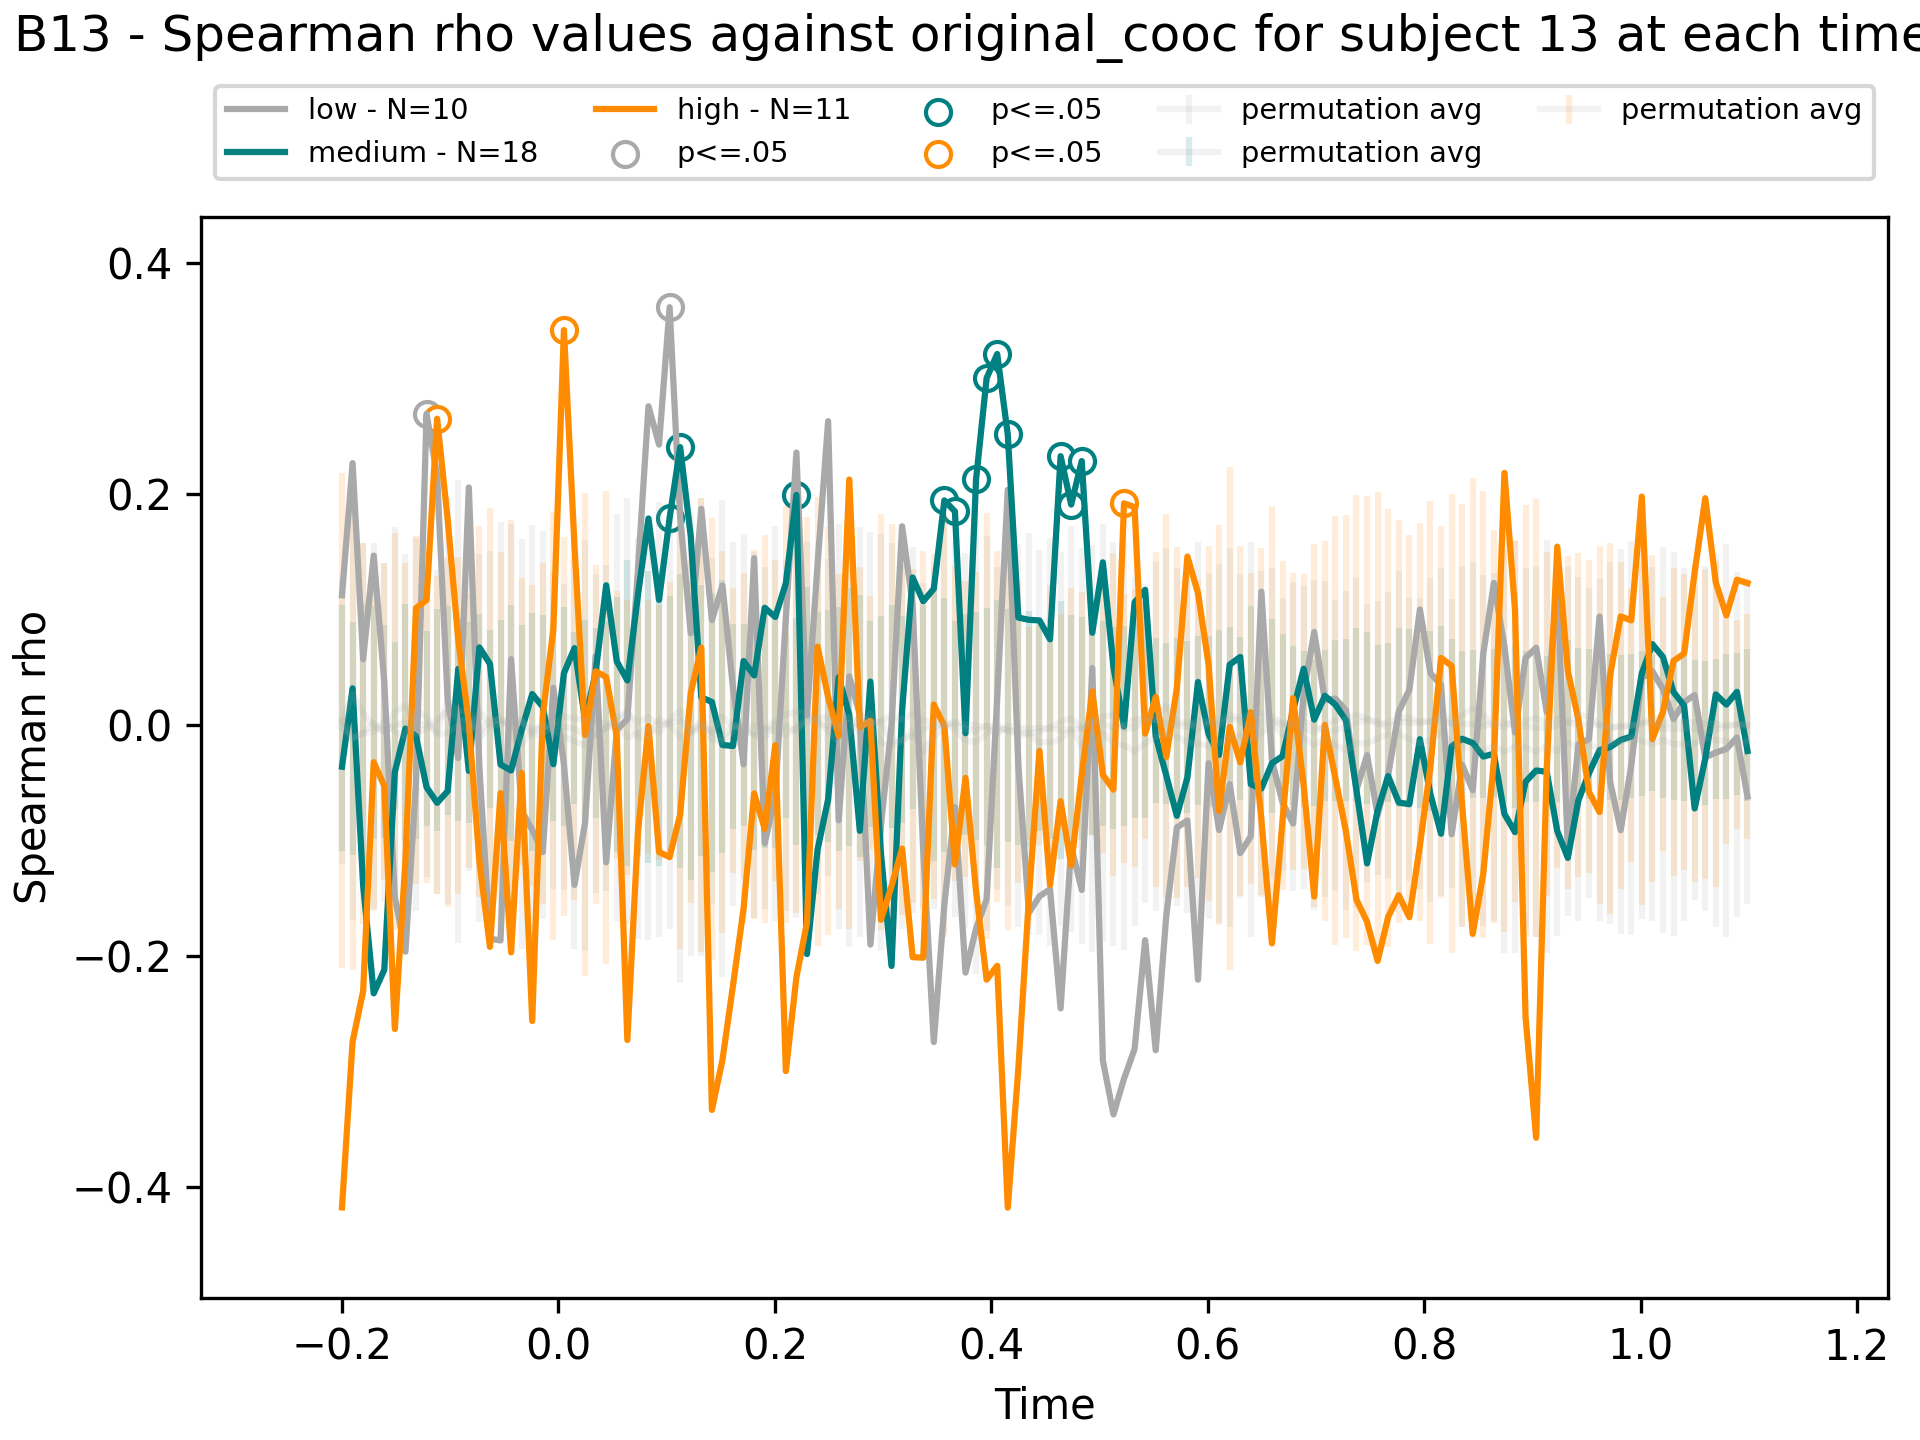 B13 - Spearman rho values against original_cooc for subject 13 at each time
low - N=10 high - N=11 p<=.05 permutation avg permutation avg
medium - N=18 p<=.05 p<=.05 permutation avg
Spearman rho
0.4
0.2
0.0
−0.2
−0.4
−0.2 0.0 0.2 0.4 0.6 0.8 1.0 1.2
Time